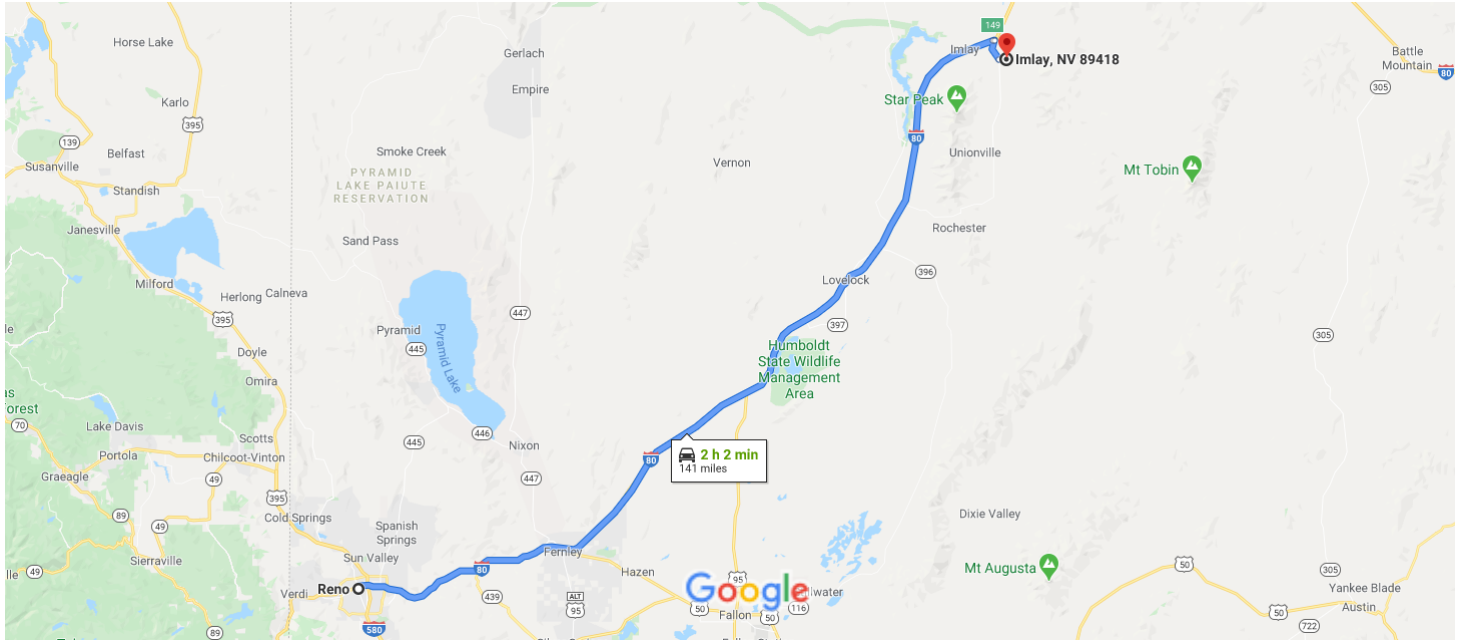 149
Horse Lake
Gerlach
Imlay
Imlay, NV 89418
Battle
Mountain
80
305
Karlo
Empire
Star Peak
395
80
139
Belfast
Smoke Creek
Vernon
Unionville
Susanville
PYRAMID
LAKE PAIUTE
RESERVATION
Mt Tobin
Standish
Janesville
Sand Pass
Rochester
Milford
Herlong
Calneva
Lovelock
396
395
447
397
Pyramid
445
Pyramid Lake
305
Doyle
Humboldt
State Wildlife
Management
Area
Omira
orest
70
Lake Davis
446
Scotts
445
Nixon
2 h 2 min
141 miles
80
Portola
Chilcoot-Vinton
Graeagle
49
447
395
89
Cold Springs
Spanish
Springs
Dixie Valley
49
Sierraville
Sun Valley
Fernley
49
80
Hazen
Mt Augusta
50
305
Verdi
Reno
439
ALT
95
Google
95
116
50
Fallon
50
Yankee Blade
Austin
50
722
89
580